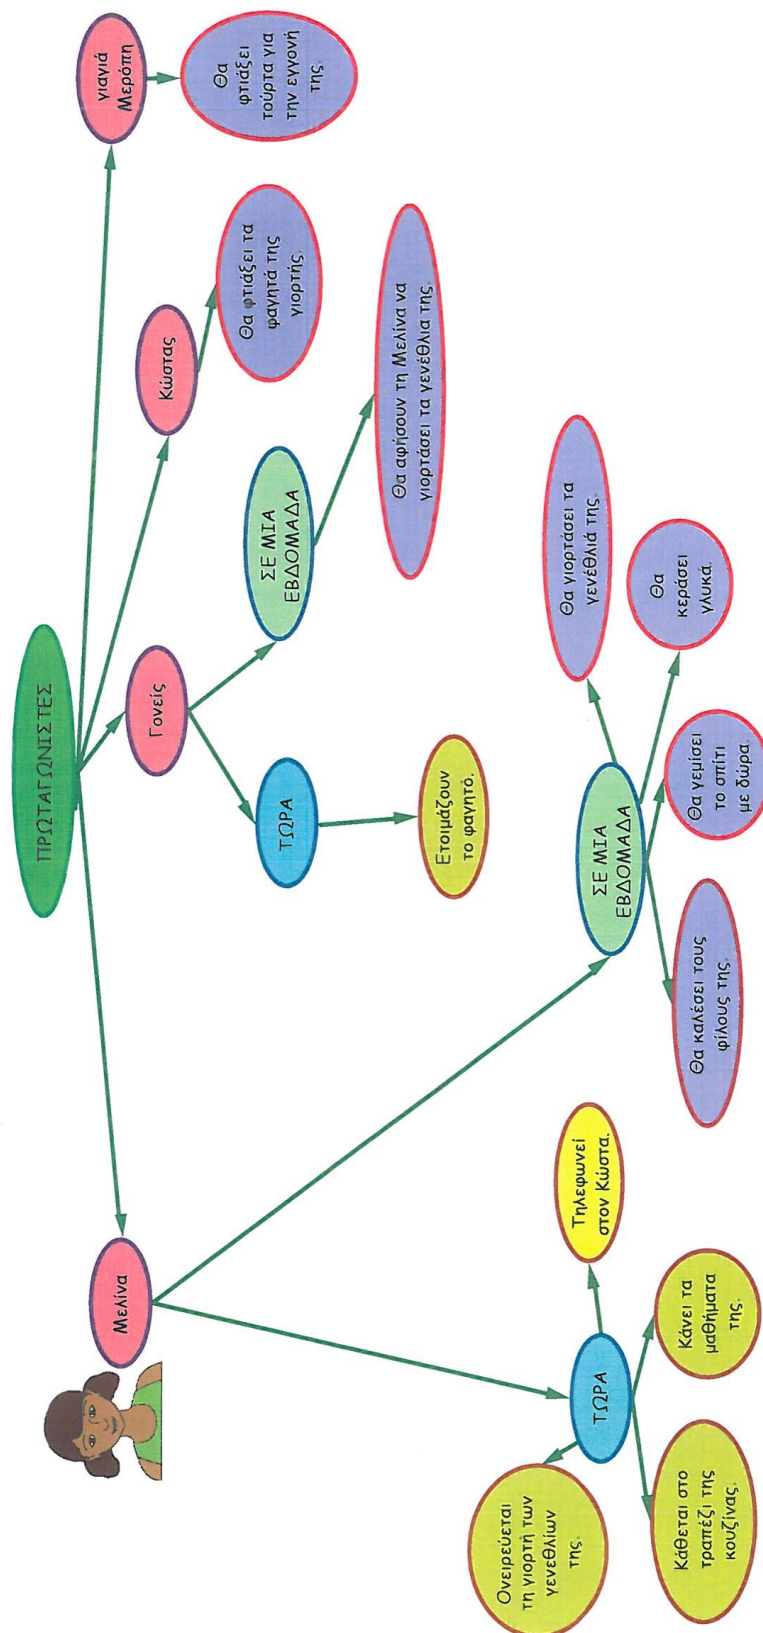 ΠΡΩΤΑΓΩΝΙΣΤΕΣ
Μελίνα
ΤΩΡΑ
Ονειρεύεται
τη γιορτή των
γενεθλίων
της.
Κάθεται στο
τραπέζι της
κουζίνας.
Κάνει τα
μαθήματα
της.
Τηλεφωνεί
στον Κώστα.
ΣΕ ΜΙΑ
ΕΒΔΟΜΑΔΑ
Θα καλέσει τους
φίλους της.
Θα γεμίσει
το σπίτι
με δώρα.
Θα
κεράσει
γλυκά.
Θα γιορτάσει τα
γενέθλιά της.
Γονείς
ΤΩΡΑ
Ετοιμάζουν
το φαγητό.
ΣΕ ΜΙΑ
ΕΒΔΟΜΑΔΑ
Θα αφήσουν τη Μελίνα να
γιορτάσει τα γενέθλια της.
Κώστας
Θα φτιάξει τα
φαγητά της
γιορτής.
γιαγιά
Μερόπη
Θα
φτιάξει
τούρτα για
την εγγονή
της.